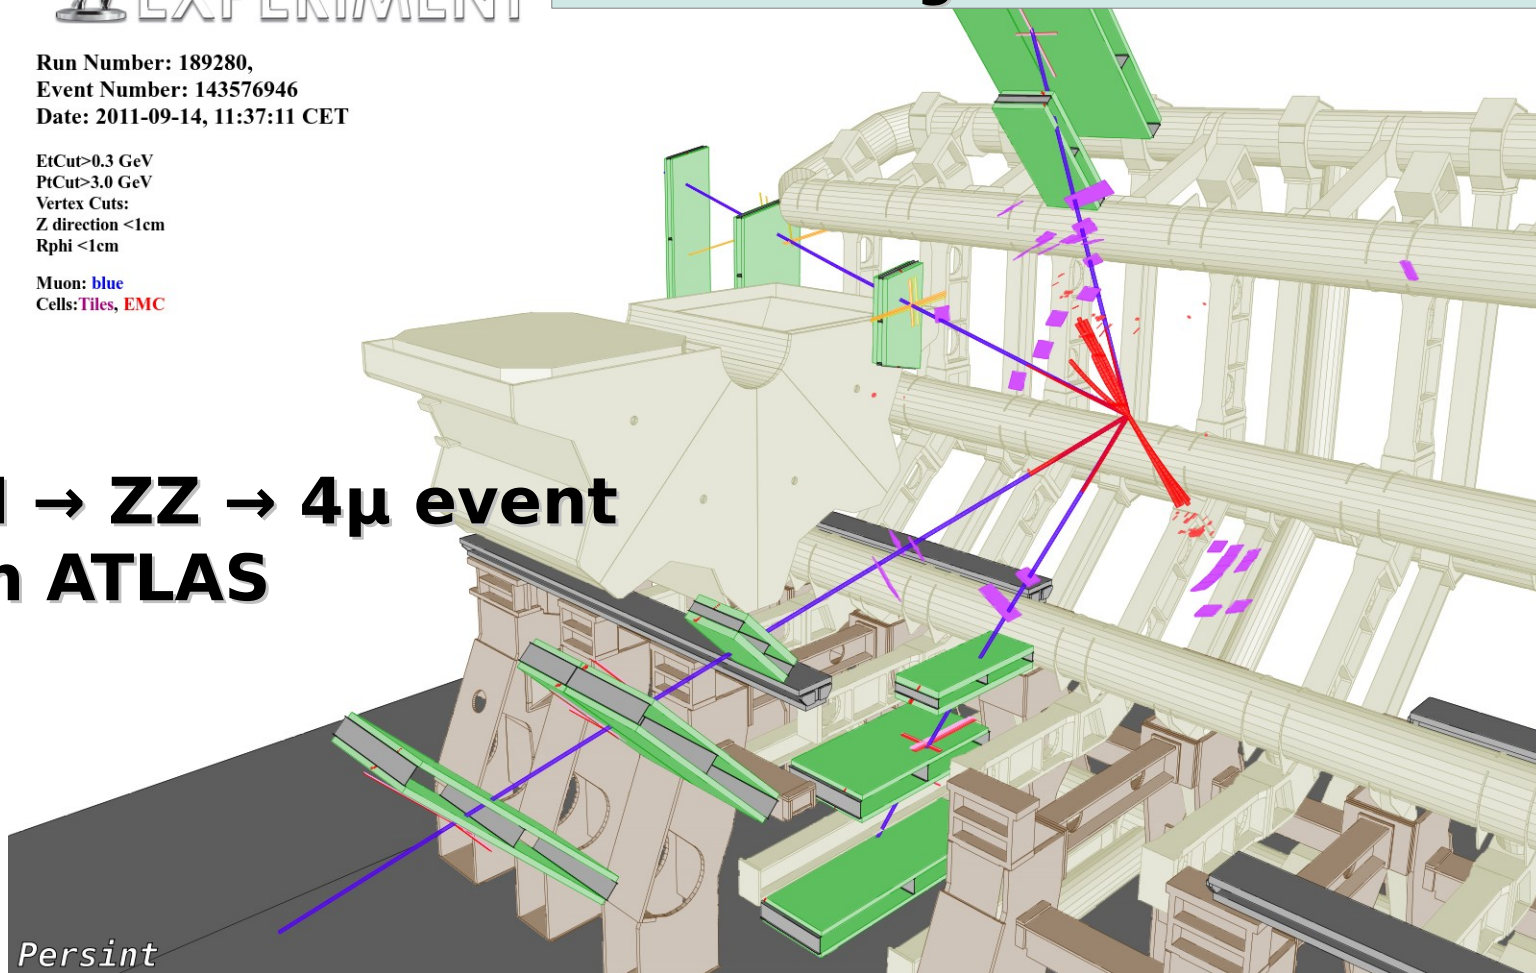 EXPERIMENT
Run Number: 189280,
Event Number: 143576946
Date: 2011-09-14, 11:37:11 CET
EtCut>0.3 GeV
PtCut>3.0 GeV
Vertex Cuts:
Z direction <1cm
Rphi <1cm
Muon: blue
Cells:Tiles, EMC
→ ZZ → 4μ event
ATLAS
Persint